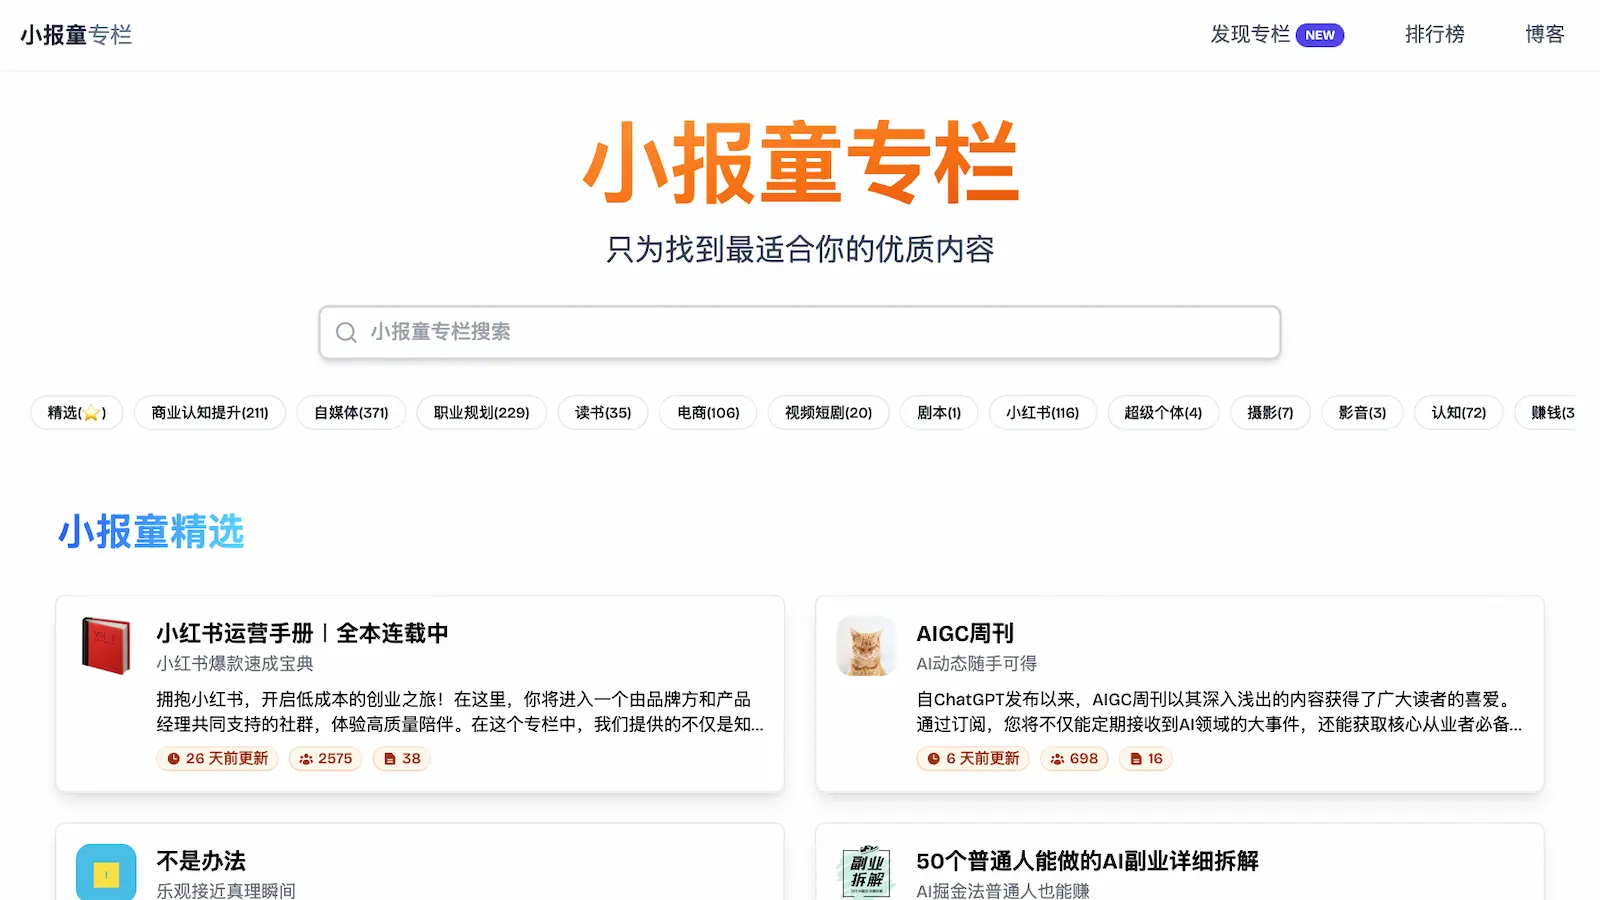 小报童专栏
发现专栏 NEW
排行榜
博客
小报童专栏
只为找到最适合你的优质内容
小报童专栏搜索
精选(⭐)
商业认知提升(211)
自媒体(371)
职业规划(229)
读书(35)
电商(106)
视频短剧(20)
剧本(1)
小红书(116)
超级个体(4)
摄影(7)
影音(3)
认知(72)
赚钱(3
小报童精选
小红书运营手册｜全本连载中
小红书爆款速成宝典
拥抱小红书，开启低成本的创业之旅！在这里，你将进入一个由品牌方和产品
经理共同支持的社群，体验高质量陪伴。在这个专栏中，我们提供的不仅是知...
26 天前更新
2575
38
AIGC周刊
AI动态随手可得
自ChatGPT发布以来，AIGC周刊以其深入浅出的内容获得了广大读者的喜爱。
通过订阅，您将不仅能定期接收到AI领域的大事件，还能获取核心从业者必备...
6 天前更新
698
16
不是办法
乐观接近真理瞬间
副业
拆解
50个普通人能做的AI副业详细拆解
AI掘金法普通人也能赚